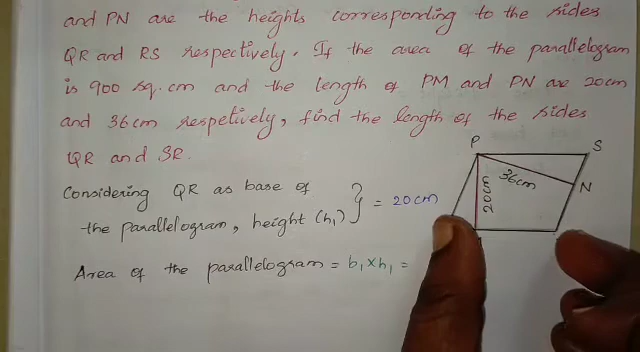 and PN are the heights corresponding to the sides
QR and RS respectively. If the area of the parallelogram
is 900 sq.cm and the length of PM and PN are 20cm
and 36cm respetively, find the length of the sides
QR and SR.
Considering QR as base of
the parallelogram, height (h₁) } = 20cm
Area of the parallelogram = b₁ x h₁ =
P
S
36cm
20cm
N